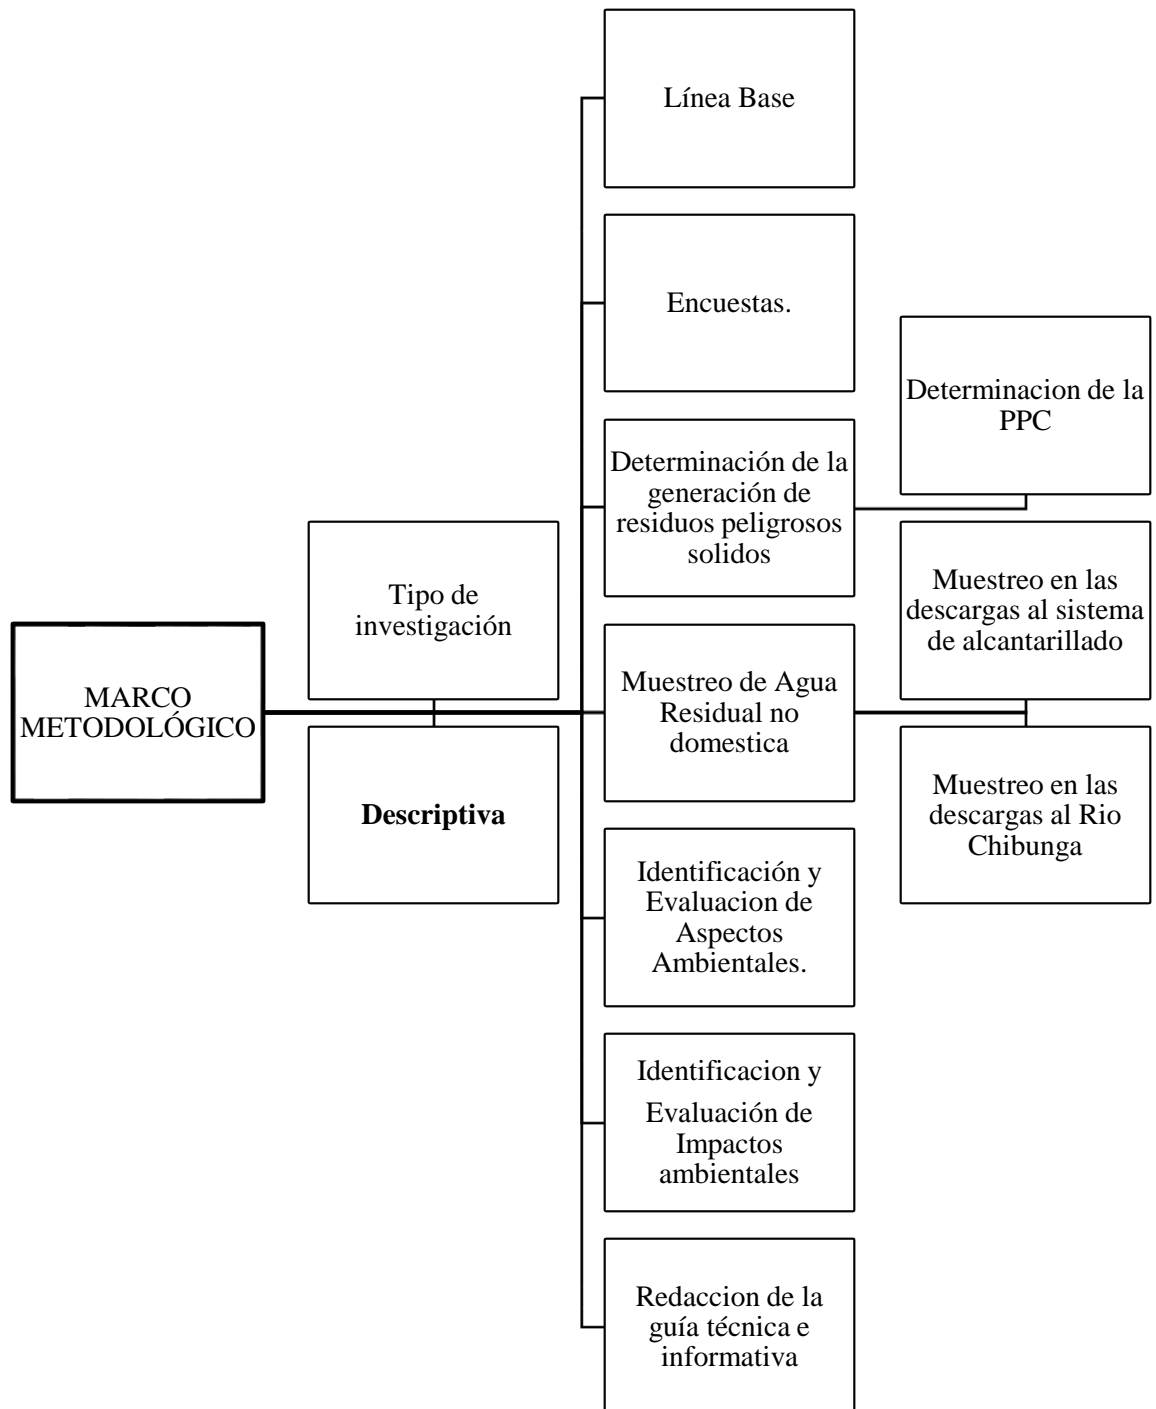 MARCO
METODOLÓGICO
Tipo de
investigación
Descriptiva
Línea Base
Encuestas.
Determinación de la
generación de
residuos peligrosos
solidos
Determinacion de la
PPC
Muestreo de Agua
Residual no
domestica
Muestreo en las
descargas al sistema
de alcantarillado
Muestreo en las
descargas al Rio
Chibunga
Identificación y
Evaluacion de
Aspectos
Ambientales.
Identificacion y
Evaluación de
Impactos
ambientales
Redaccion de la
guía técnica e
informativa